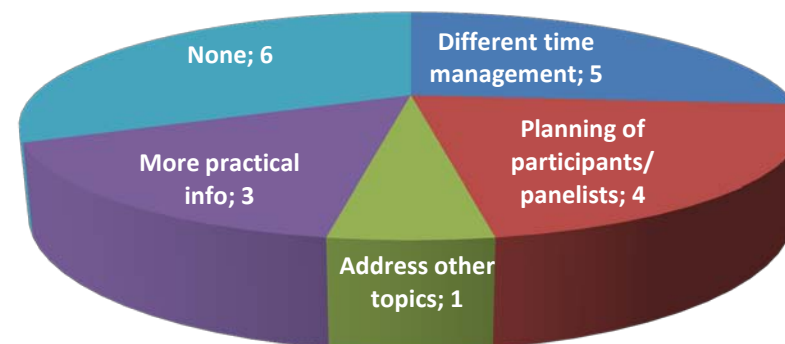 None; 6
Different time
management; 5
Planning of
participants/
panelists; 4
More practical
info; 3
Address other
topics; 1